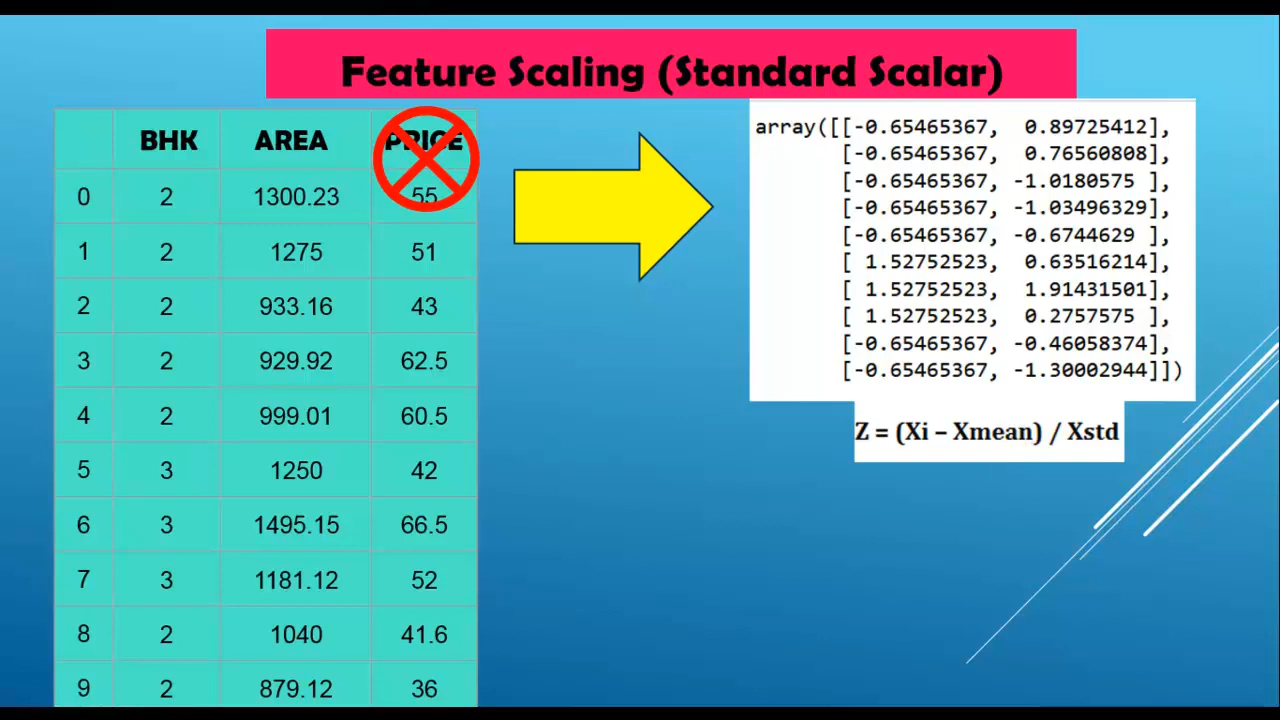 Feature Scaling (Standard Scalar)
BHK AREA PRICE
0 2 1300.23 55
1 2 1275 51
2 2 933.16 43
3 2 929.92 62.5
4 2 999.01 60.5
5 3 1250 42
6 3 1495.15 66.5
7 3 1181.12 52
8 2 1040 41.6
9 2 879.12 36
array([[-0.65465367, 0.89725412],
[-0.65465367, 0.76560808],
[-0.65465367, -1.0180575 ],
[-0.65465367, -1.03496329],
[-0.65465367, -0.6744629 ],
[ 1.52752523, 0.63516214],
[ 1.52752523, 1.91431501],
[ 1.52752523, 0.2757575 ],
[-0.65465367, -0.46058374],
[-0.65465367, -1.30002944]])
Z = (Xi – Xmean) / Xstd